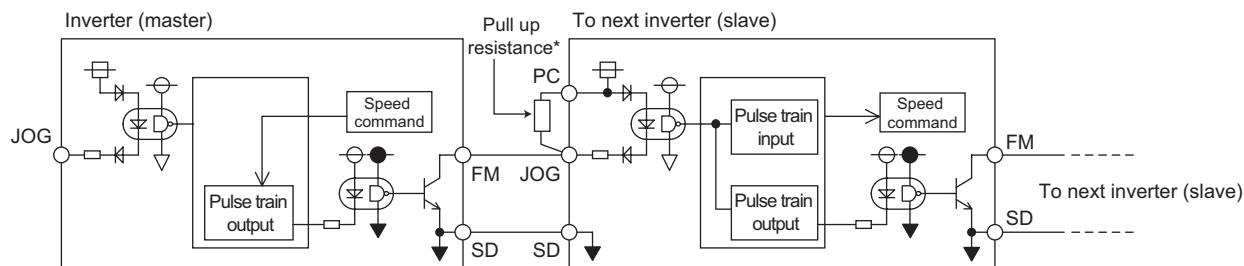 Inverter (master)
Pull up
resistance*
To next inverter (slave)
PC
JOG
Speed
command
Pulse train
output
FM
SD
JOG
SD
Pulse train
input
Pulse train
output
Speed
command
FM
SD
To next inverter (slave)